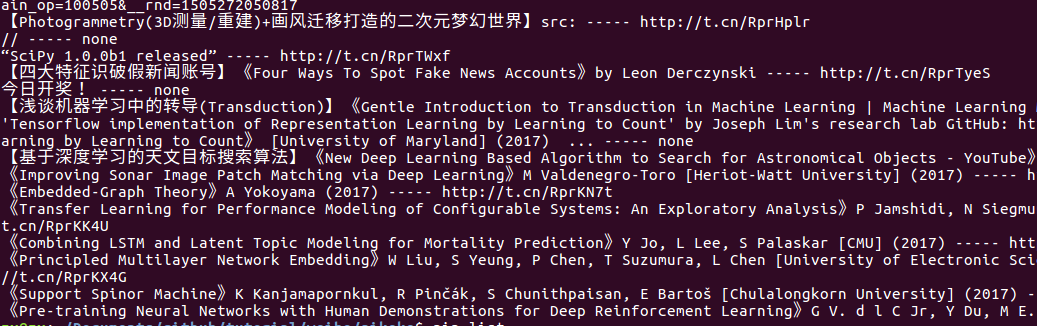 ain_op=100505&__rnd=1505272050817
【Photogrammetry(3D测量/重建)+画风迁移打造的二次元梦幻世界】src: ----- http://t.cn/RprHplr
// ----- none
“SciPy 1.0.0b1 released” ----- http://t.cn/RprTWxf
【四大特征识破假新闻账号】《Four Ways To Spot Fake News Accounts》by Leon Derczynski ----- http://t.cn/RprTyeS
今日开奖！ ----- none
【浅谈机器学习中的转导(Transduction)】《Gentle Introduction to Transduction in Machine Learning | Machine Learning
'Tensorflow implementation of Representation Learning by Learning to Count' by Joseph Lim's research lab GitHub: ht
arning by Learning to Count》 [University of Maryland] (2017)  ... ----- none
【基于深度学习的天文目标搜索算法】《New Deep Learning Based Algorithm to Search for Astronomical Objects - YouTube》
《Improving Sonar Image Patch Matching via Deep Learning》M Valdenegro-Toro [Heriot-Watt University] (2017) ----- h
《Embedded-Graph Theory》A Yokoyama (2017) ----- http://t.cn/RprKN7t
《Transfer Learning for Performance Modeling of Configurable Systems: An Exploratory Analysis》P Jamshidi, N Siegmu
t.cn/RprKK4U
《Combining LSTM and Latent Topic Modeling for Mortality Prediction》Y Jo, L Lee, S Palaskar [CMU] (2017) ----- htt
《Principled Multilayer Network Embedding》W Liu, S Yeung, P Chen, T Suzumura, L Chen [University of Electronic Scie
//t.cn/RprKX4G
《Support Spinor Machine》K Kanjamapornkul, R Pinčák, S Chunithpaisan, E Bartoš [Chulalongkorn University] (2017) -
《Pre-training Neural Networks with Human Demonstrations for Deep Reinforcement Learning》G V. d l C Jr, Y Du, M E.